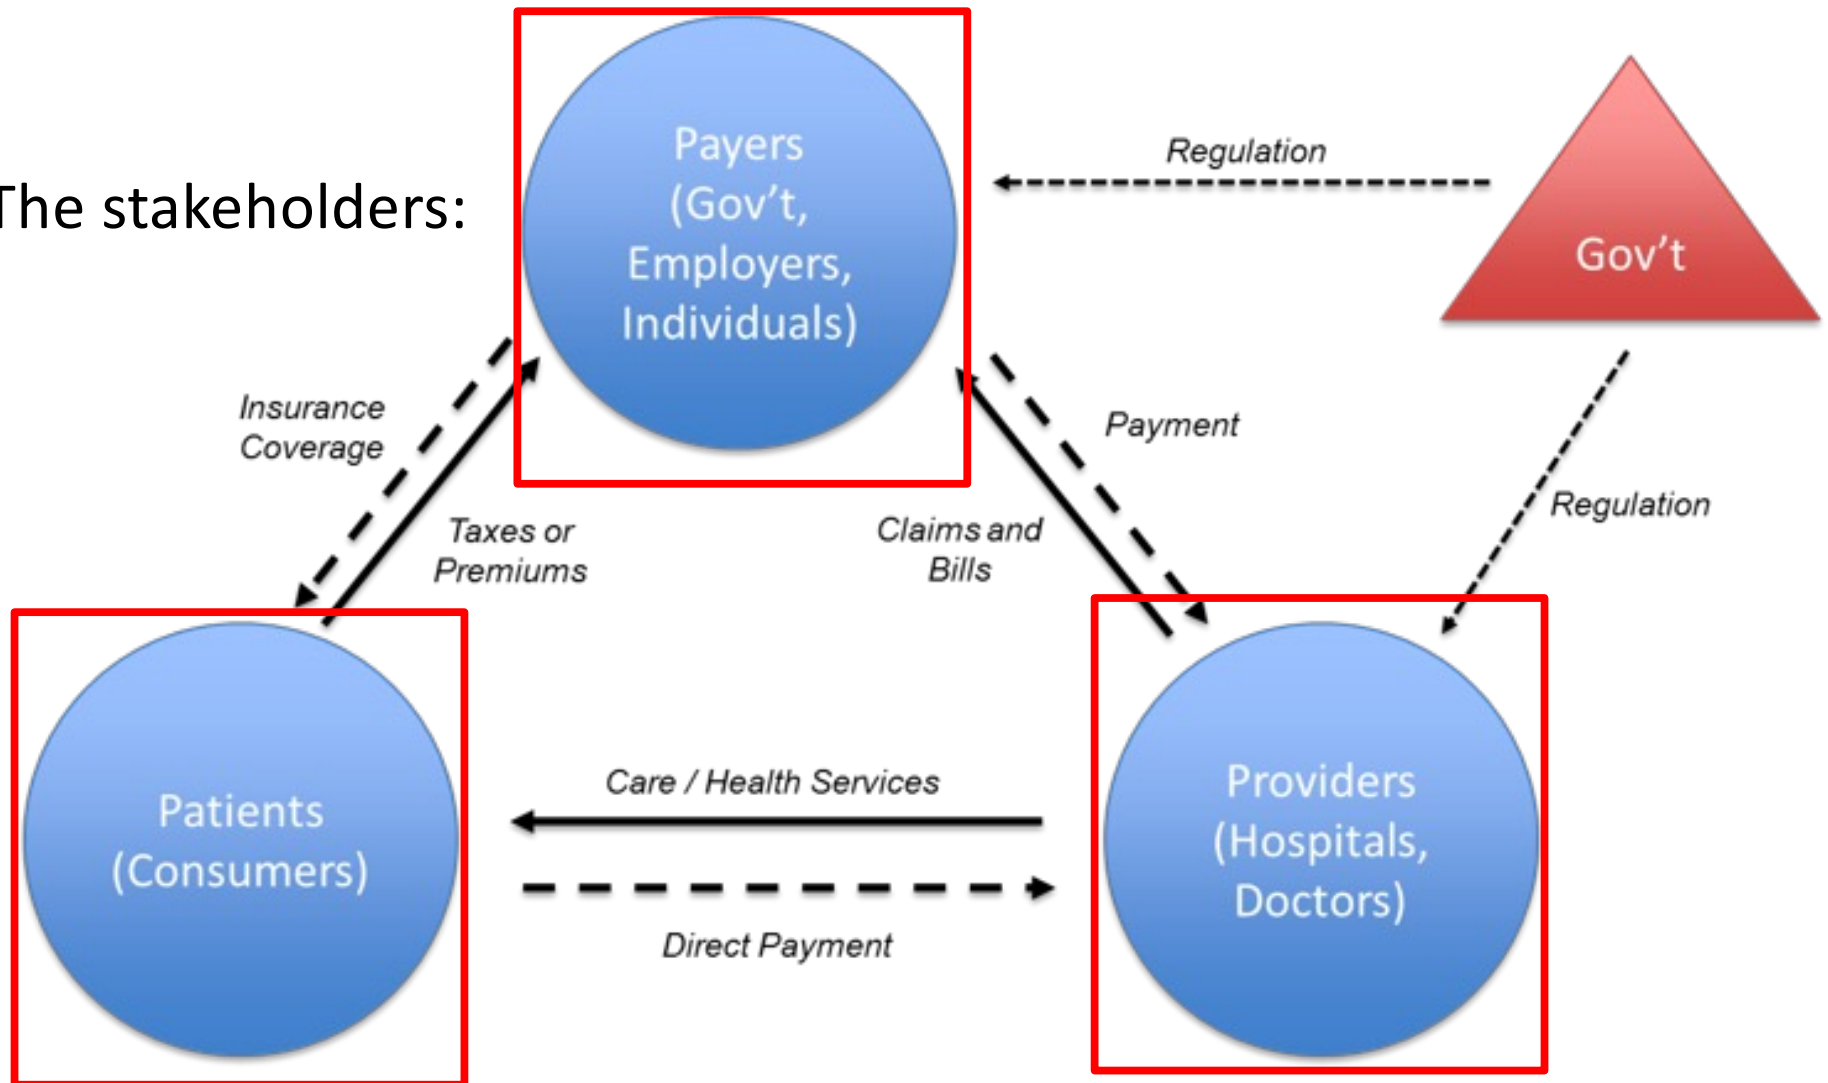 The stakeholders:
Payers
(Gov’t,
Employers,
Individuals)
Regulation
Gov’t
Insurance
Coverage
Taxes or
Premiums
Claims and
Bills
Payment
Regulation
Patients
(Consumers)
Care / Health Services
Direct Payment
Providers
(Hospitals,
Doctors)